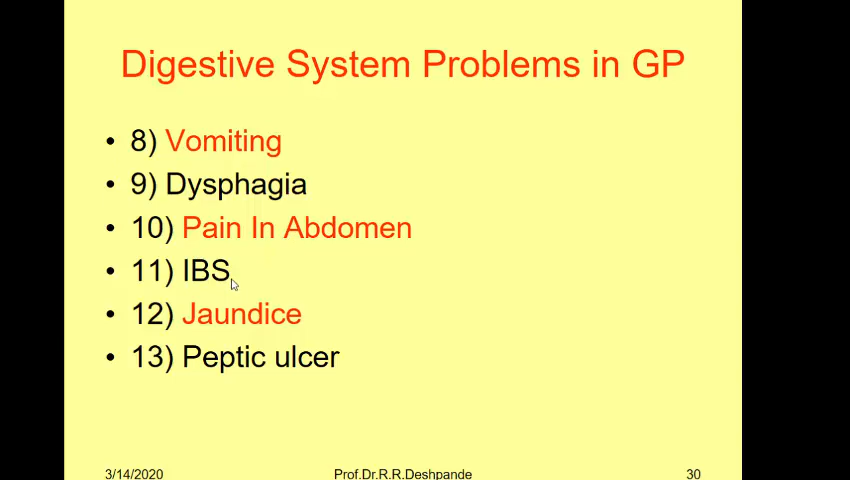 Digestive System Problems in GP
• 8) Vomiting
• 9) Dysphagia
• 10) Pain In Abdomen
• 11) IBS
• 12) Jaundice
• 13) Peptic ulcer
3/14/2020 Prof.Dr.R.R.Deshpande 30